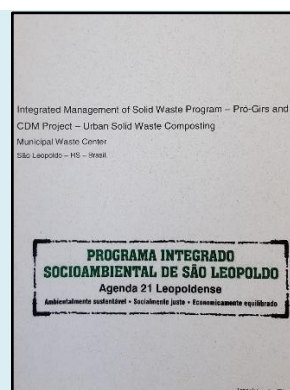 Integrated Management of Solid Waste Program – Pró-Girs and
CDM Project – Urban Solid Waste Composting
Municipal Waste Center
São Leopoldo – RS – Brasil
PROGRAMA INTEGRADO
SOCIOAMBIENTAL DE SÃO LEOPOLDO
Agenda 21 Leopoldense
Ambientalmente sustentável • Socialmente justo • Economicamente equilibrado